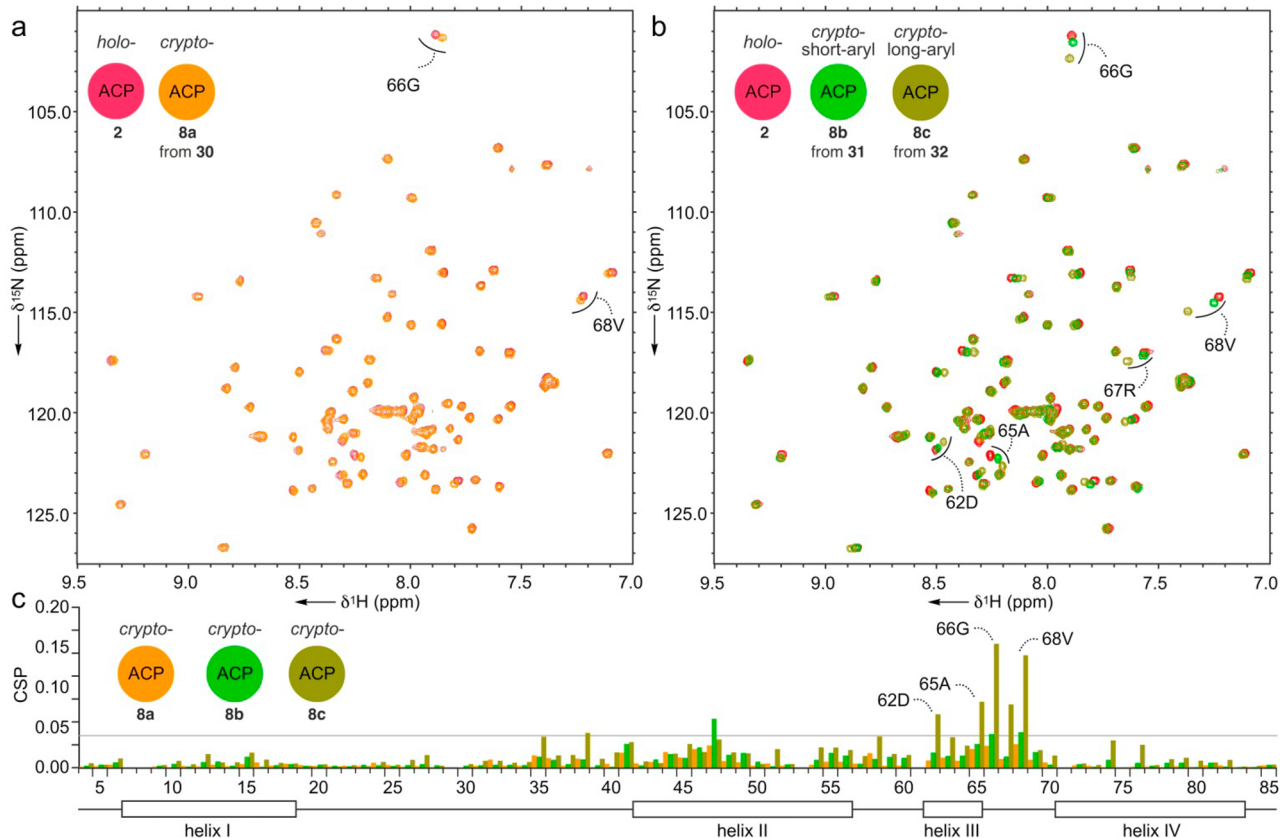 a
holo-
crypto-
ACP
ACP
2
8a
from 30
66G
68V
105.0
110.0
115.0
120.0
125.0
δ¹⁵N (ppm)
9.5 9.0 8.5 8.0 7.5 7.0
δ¹H (ppm)
b
holo-
crypto-
short-aryl
crypto-
long-aryl
ACP
ACP
ACP
2
8b
8c
from 31
from 32
66G
68V
67R
65A
62D
105.0
110.0
115.0
120.0
125.0
δ¹⁵N (ppm)
9.5 9.0 8.5 8.0 7.5 7.0
δ¹H (ppm)
c
0.20
0.15
0.10
0.05
0.00
CSP
crypto-
crypto-
crypto-
ACP
ACP
ACP
8a
8b
8c
66G
68V
65A
62D
5 10 15 20 25 30 35 40 45 50 55 60 65 70 75 80 85
helix I
helix II
helix III
helix IV